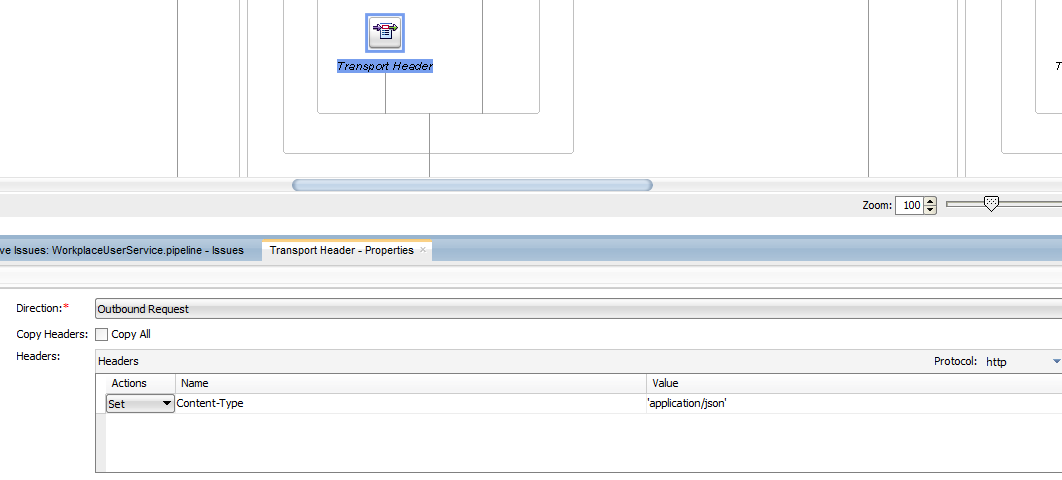 Transport Header
T
Zoom: 100
ve Issues: WorkplaceUserService.pipeline - Issues
Transport Header - Properties
Direction:* Outbound Request
Copy Headers: Copy All
Headers: Headers Protocol: http
Actions Name Value
Set Content-Type 'application/json'